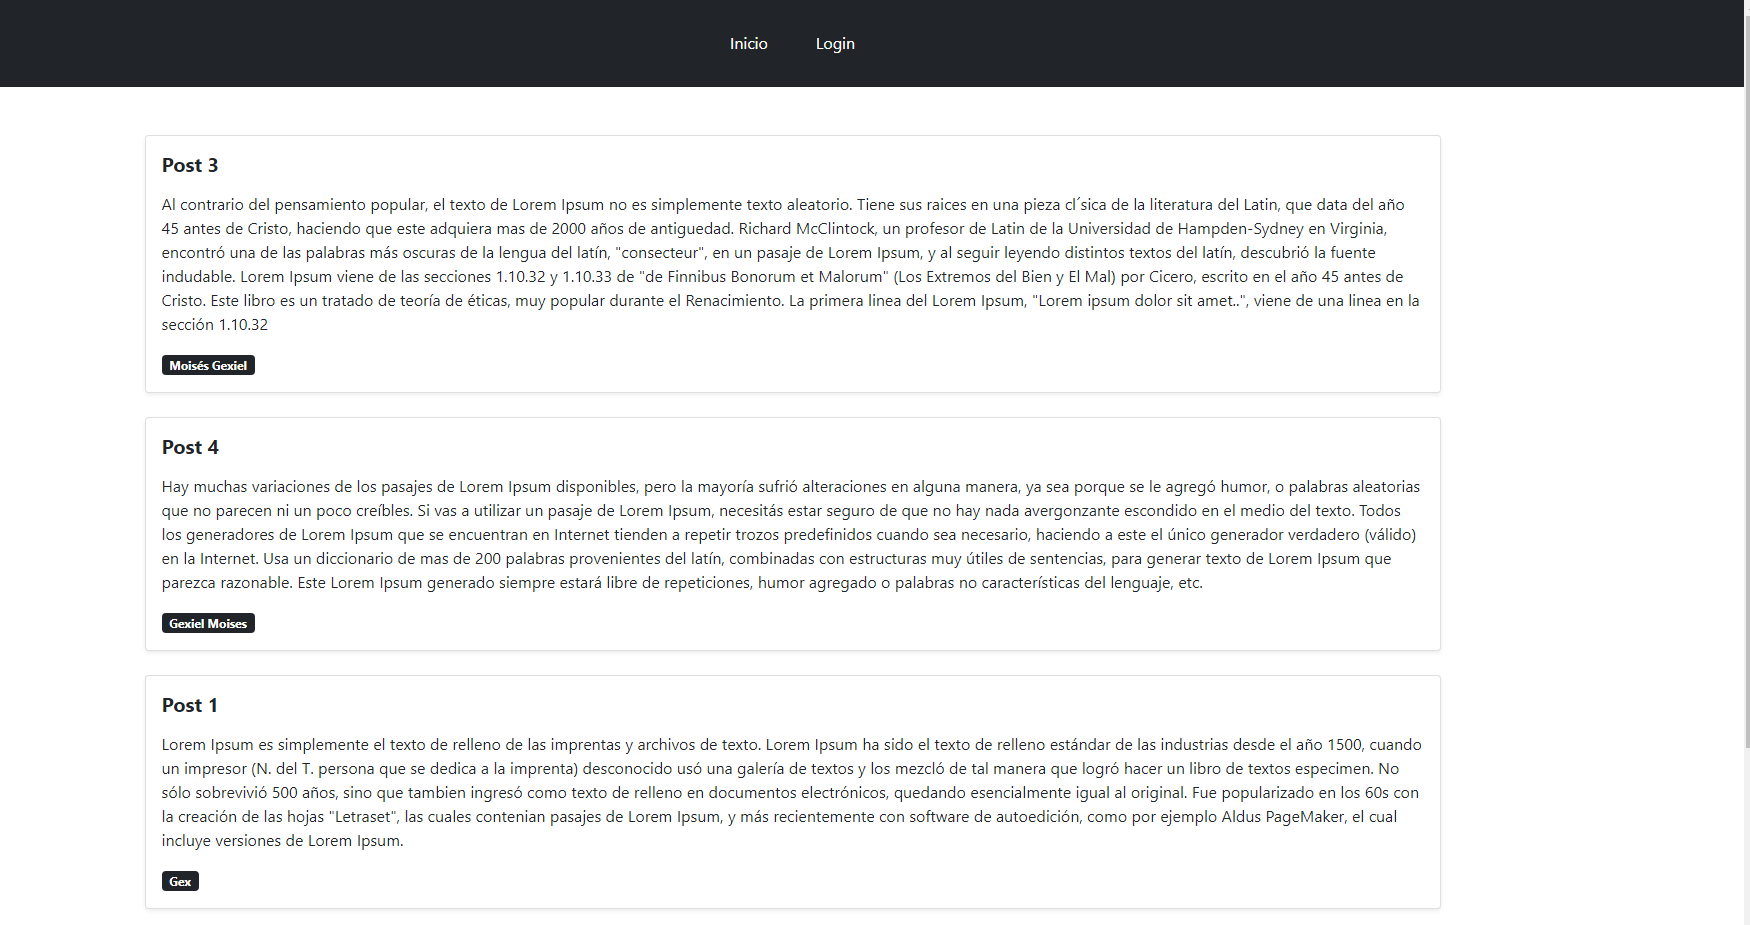 Inicio Login
Post 3
Al contrario del pensamiento popular, el texto de Lorem Ipsum no es simplemente texto aleatorio. Tiene sus raices en una pieza cl´sica de la literatura del Latin, que data del año
45 antes de Cristo, haciendo que este adquiera mas de 2000 años de antiguedad. Richard McClintock, un profesor de Latin de la Universidad de Hampden-Sydney en Virginia,
encontró una de las palabras más oscuras de la lengua del latín, "consecteur", en un pasaje de Lorem Ipsum, y al seguir leyendo distintos textos del latín, descubrió la fuente
indudable. Lorem Ipsum viene de las secciones 1.10.32 y 1.10.33 de "de Finnibus Bonorum et Malorum" (Los Extremos del Bien y El Mal) por Cicero, escrito en el año 45 antes de
Cristo. Este libro es un tratado de teoría de éticas, muy popular durante el Renacimiento. La primera linea del Lorem Ipsum, "Lorem ipsum dolor sit amet..", viene de una linea en la
sección 1.10.32
Moisés Gexiel
Post 4
Hay muchas variaciones de los pasajes de Lorem Ipsum disponibles, pero la mayoría sufrió alteraciones en alguna manera, ya sea porque se le agregó humor, o palabras aleatorias
que no parecen ni un poco creíbles. Si vas a utilizar un pasaje de Lorem Ipsum, necesitás estar seguro de que no hay nada avergonzante escondido en el medio del texto. Todos
los generadores de Lorem Ipsum que se encuentran en Internet tienden a repetir trozos predefinidos cuando sea necesario, haciendo a este el único generador verdadero (válido)
en la Internet. Usa un diccionario de mas de 200 palabras provenientes del latín, combinadas con estructuras muy útiles de sentencias, para generar texto de Lorem Ipsum que
parezca razonable. Este Lorem Ipsum generado siempre estará libre de repeticiones, humor agregado o palabras no características del lenguaje, etc.
Gexiel Moises
Post 1
Lorem Ipsum es simplemente el texto de relleno de las imprentas y archivos de texto. Lorem Ipsum ha sido el texto de relleno estándar de las industrias desde el año 1500, cuando
un impresor (N. del T. persona que se dedica a la imprenta) desconocido usó una galería de textos y los mezcló de tal manera que logró hacer un libro de textos especimen. No
sólo sobrevivió 500 años, sino que tambien ingresó como texto de relleno en documentos electrónicos, quedando esencialmente igual al original. Fue popularizado en los 60s con
la creación de las hojas "Letraset", las cuales contenian pasajes de Lorem Ipsum, y más recientemente con software de autoedición, como por ejemplo Aldus PageMaker, el cual
incluye versiones de Lorem Ipsum.
Gex